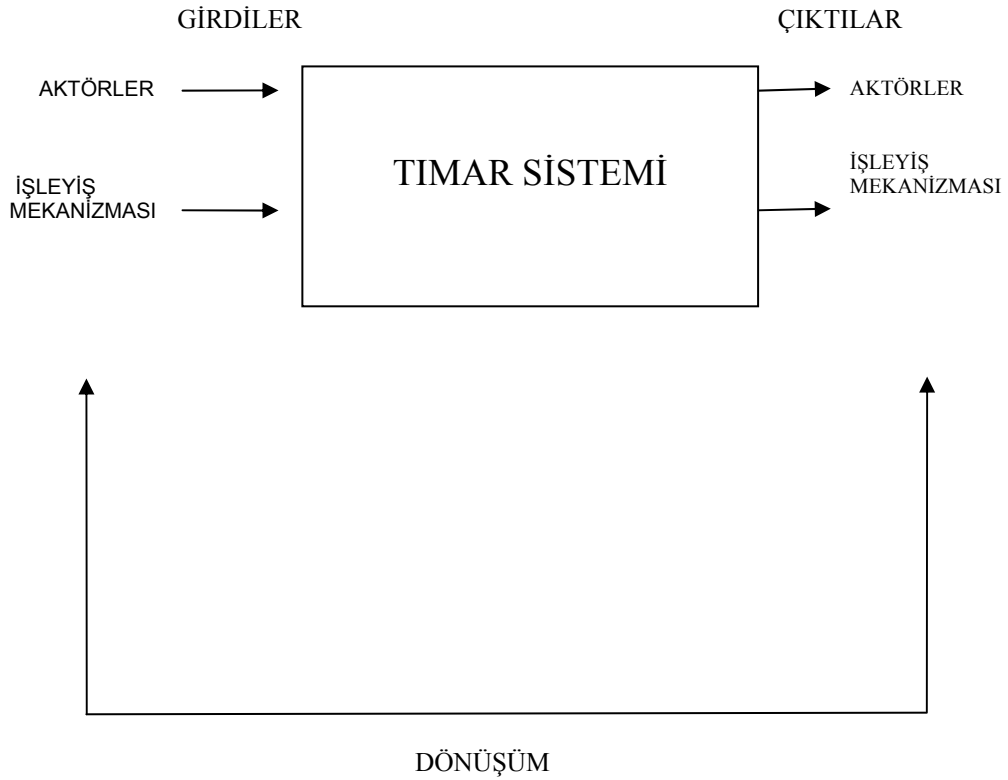 GİRDİLER
ÇIKTILAR
AKTÖRLER
AKTÖRLER
TIMAR SİSTEMİ
İŞLEYİŞ
MEKANİZMASI
İŞLEYİŞ
MEKANİZMASI
DÖNÜŞÜM